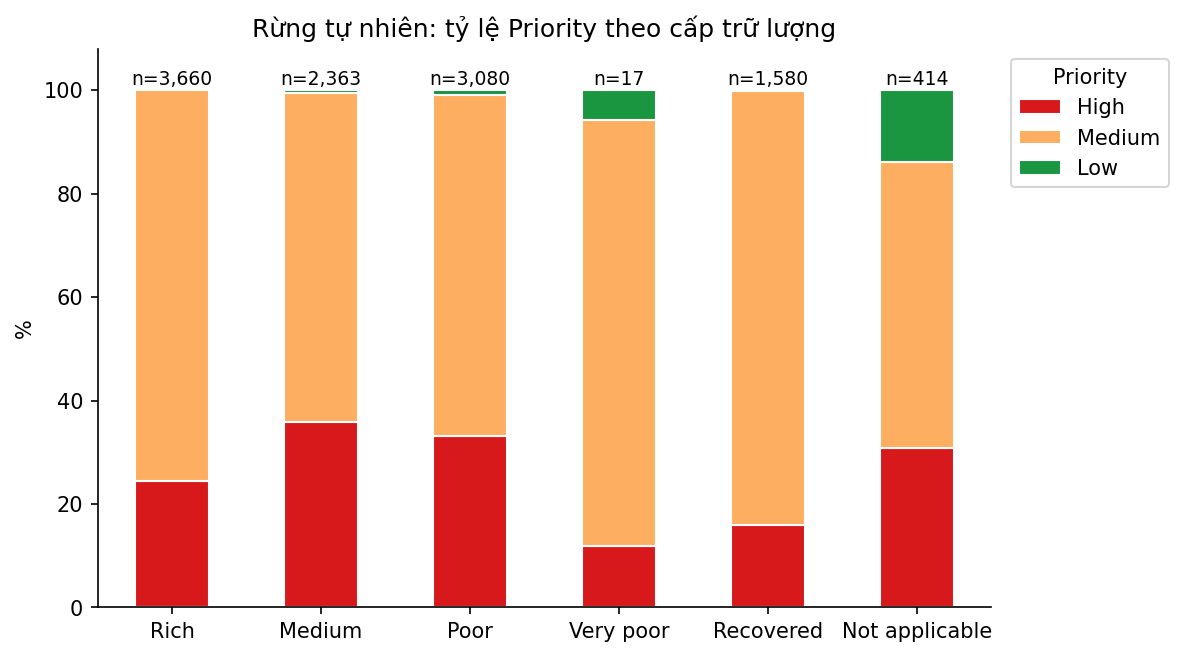 Rừng tự nhiên: tỷ lệ Priority theo cấp trữ lượng
n=3,660 n=2,363 n=3,080 n=17 n=1,580 n=414
Priority
High
Medium
Low
%
100
80
60
40
20
0
Rich Medium Poor Very poor Recovered Not applicable